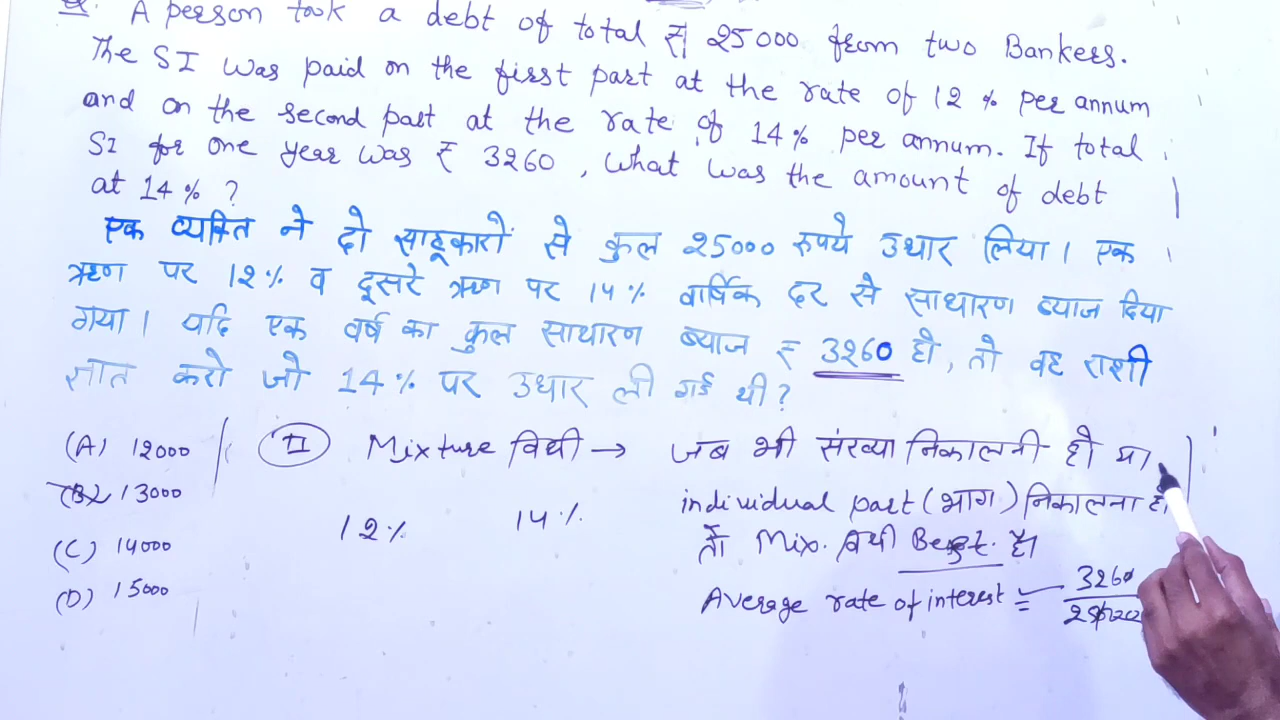 Q. A person took a debt of total ₹ 25000 from two Bankers.
The SI was paid on the first part at the rate of 12 % per annum
and on the second part at the rate of 14% per annum. If total
SI for one year was ₹ 3260, what was the amount of debt
at 14% ?
एक व्यक्ति ने दो साहूकारों से कुल 25000 रुपये उधार लिया। एक
ऋण पर 12% व दूसरे ऋण पर 14% वार्षिक दर से साधारण ब्याज दिया
गया। यदि एक वर्ष का कुल साधारण ब्याज ₹ 3260 हो, तो वह राशी
ज्ञात करो जो 14% पर उधार ली गई थी?
(A) 12000
(B) 13000
(C) 14000
(D) 15000
II Mixture विधी → जब भी संख्या निकालनी हो या
individual part (भाग) निकालना हो
तो Mix. विधी Best है।
12% 14%
Average rate of interest = 3260